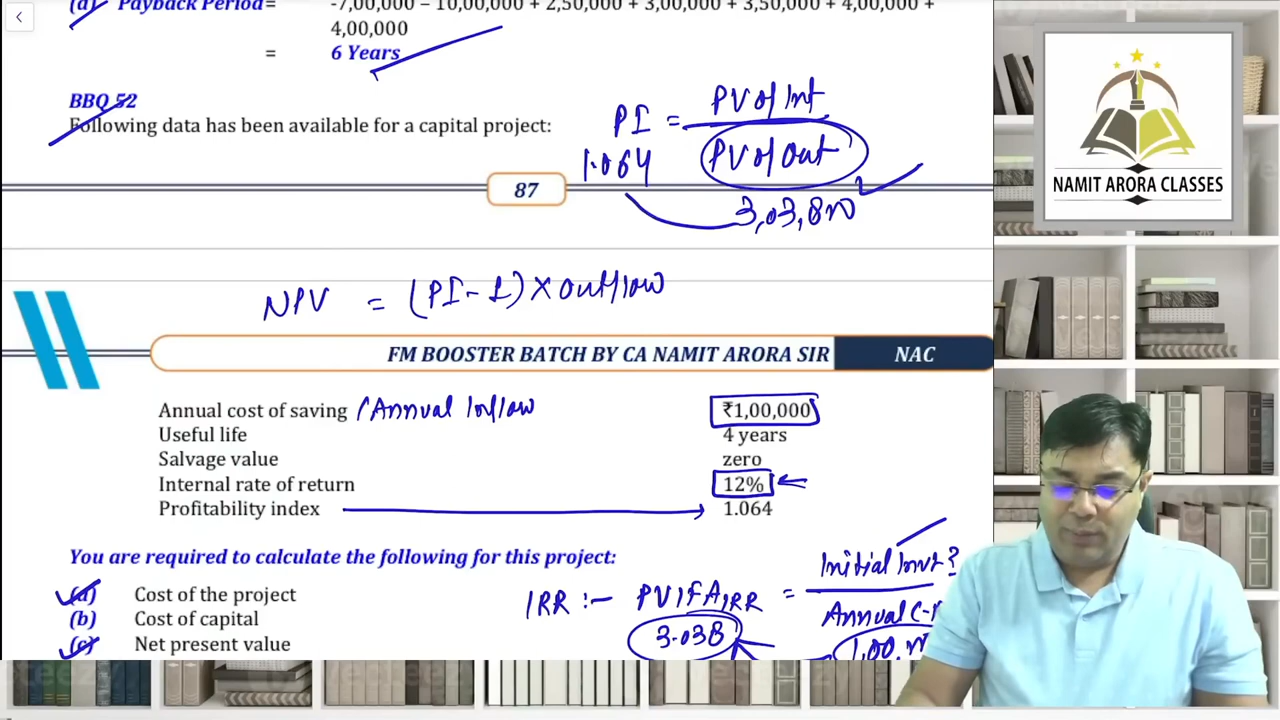 (a) Payback Period = -7,00,000 – 10,00,000 + 2,50,000 + 3,00,000 + 3,50,000 + 4,00,000 +
4,00,000
= 6 Years
BBQ 52
Following data has been available for a capital project:
PI = PV of Inf
1.064 PV of Out
87
3,03,800
NPV = (PI - 1) × Outflow
FM BOOSTER BATCH BY CA NAMIT ARORA SIR NAC
Annual cost of saving / Annual Inflow ₹1,00,000
Useful life 4 years
Salvage value zero
Internal rate of return 12%
Profitability index 1.064
You are required to calculate the following for this project:
(a) Cost of the project
(b) Cost of capital
(c) Net present value
IRR :- PVIFA, IRR = Initial Invt ?
3.038 Annual
NAMIT ARORA CLASSES